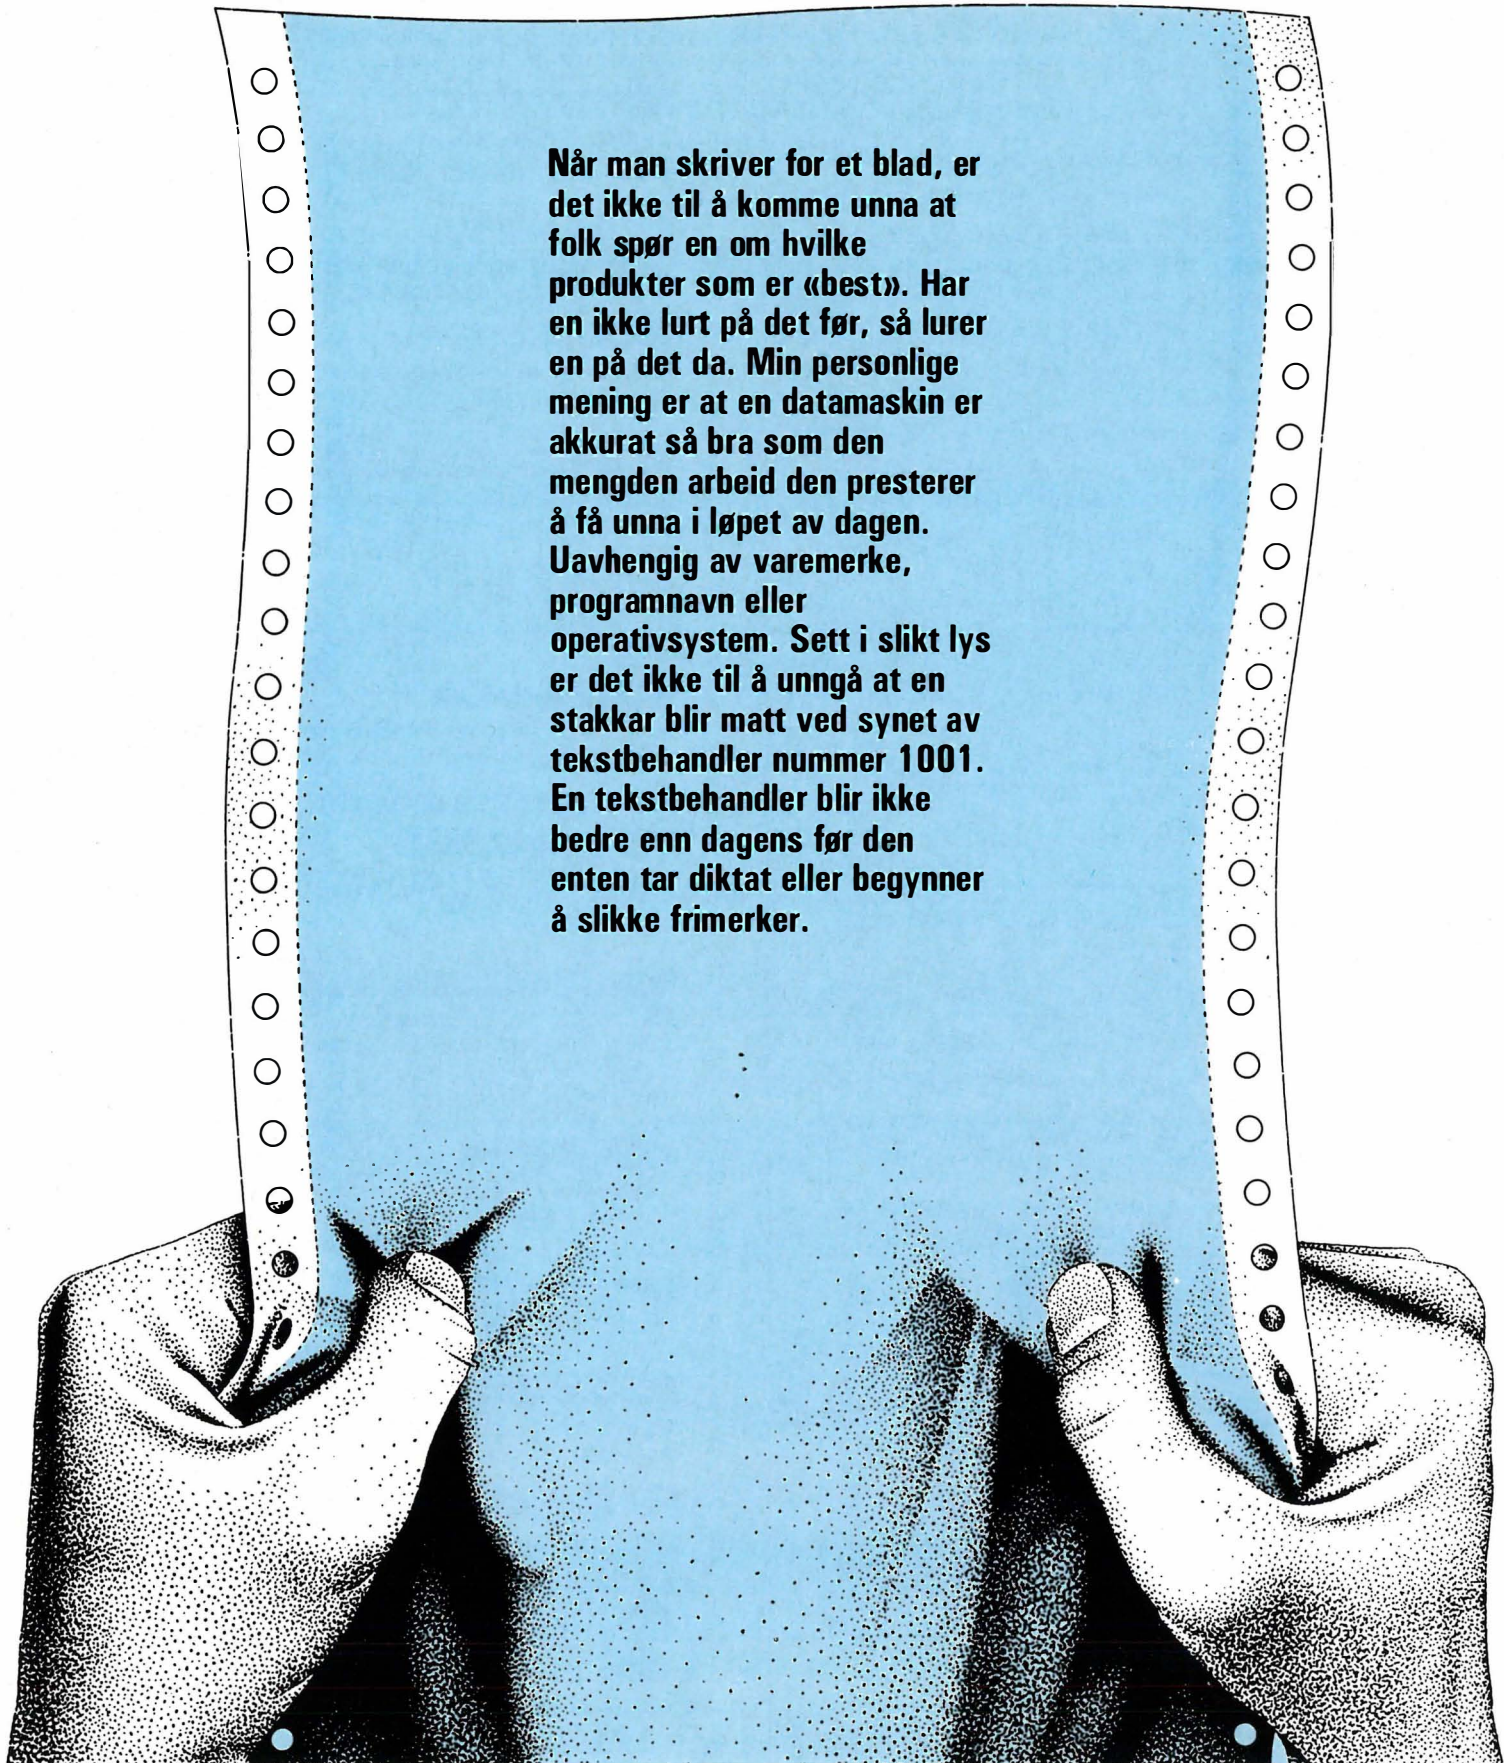 Når man skriver for et blad, er
det ikke til å komme unna at
folk spør en om hvilke
produkter som er «best». Har
en ikke lurt på det før, så lurer
en på det da. Min personlige
mening er at en datamaskin er
akkurat så bra som den
mengden arbeid den presterer
å få unna i løpet av dagen.
Uavhengig av varemerke,
programnavn eller
operativsystem. Sett i slikt lys
er det ikke til å unngå at en
stakkar blir matt ved synet av
tekstbehandler nummer 1001.
En tekstbehandler blir ikke
bedre enn dagens før den
enten tar diktat eller begynner
å slikke frimerker.